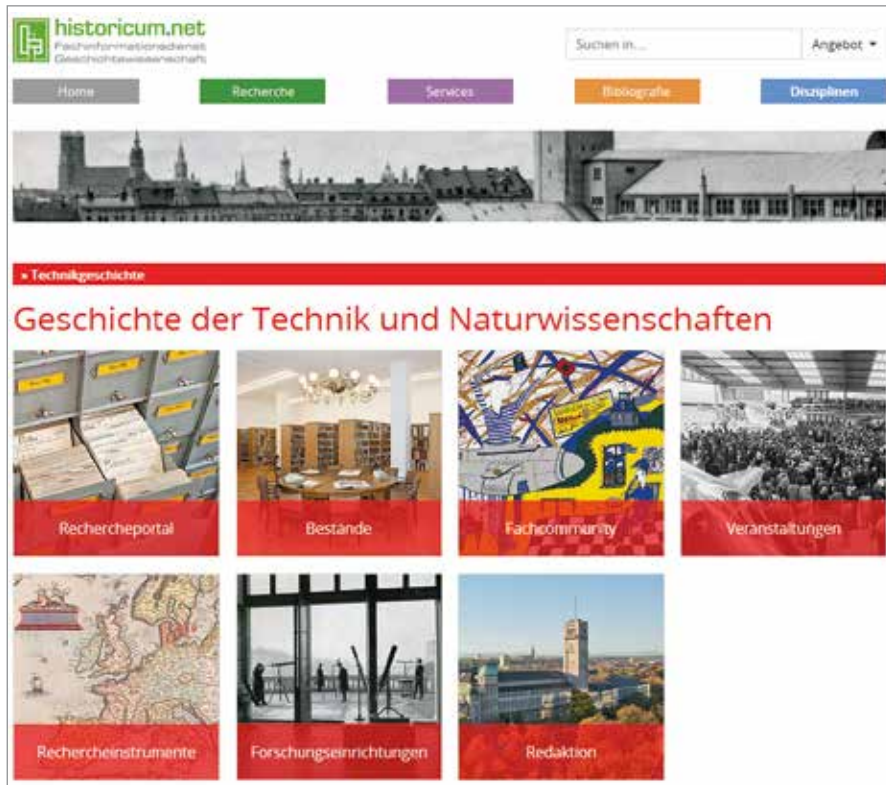 historicum.net
Fachinformationsdienst
Geschichtswissenschaft
Suchen in...
Angebot
Home
Recherche
Services
Bibliografie
Disziplinen
» Technikgeschichte
Geschichte der Technik und Naturwissenschaften
Rechercheportal
Bestände
Fachcommunity
Veranstaltungen
Rechercheinstrumente
Forschungseinrichtungen
Redaktion